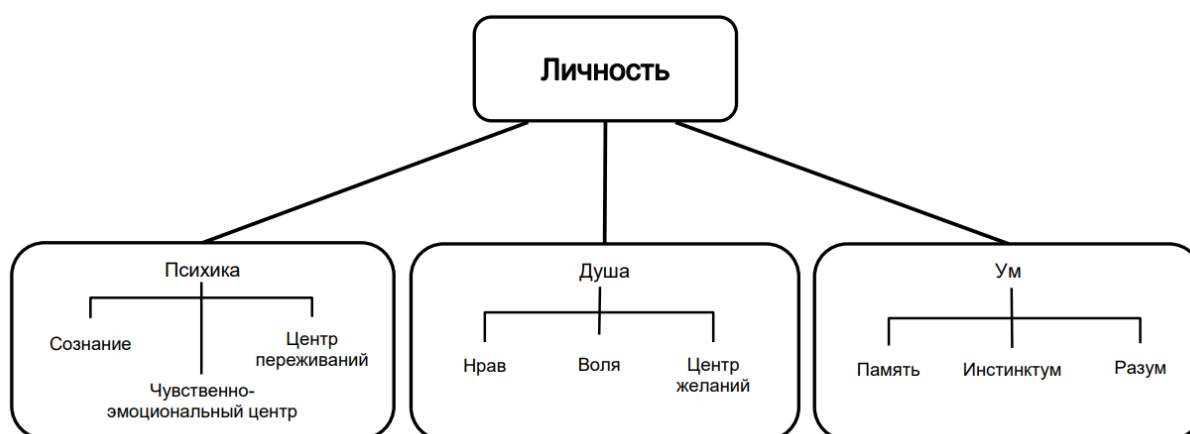 Личность
Психика
Сознание
Чувственно-
эмоциональный центр
Центр
переживаний
Душа
Нрав
Воля
Центр
желаний
Ум
Память
Инстинктум
Разум